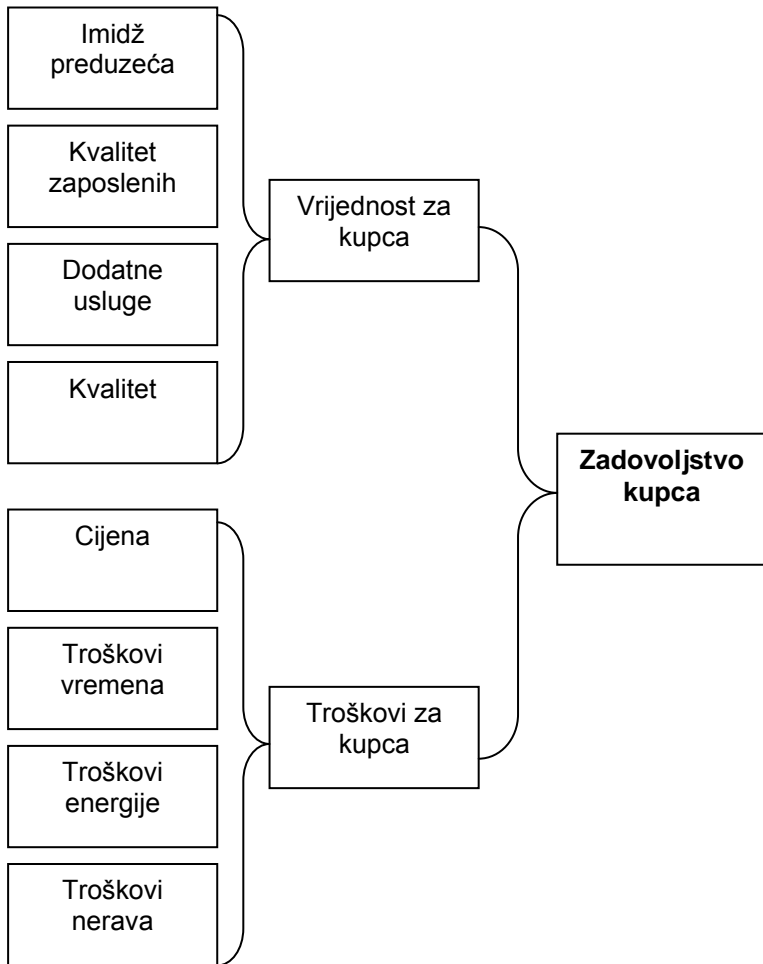 Imidž
preduzeća
Kvalitet
zaposlenih
Dodatne
usluge
Kvalitet
Vrijednost za
kupca
Cijena
Troškovi
vremena
Troškovi
energije
Troškovi
nerava
Troškovi za
kupca
Zadovoljstvo
kupca